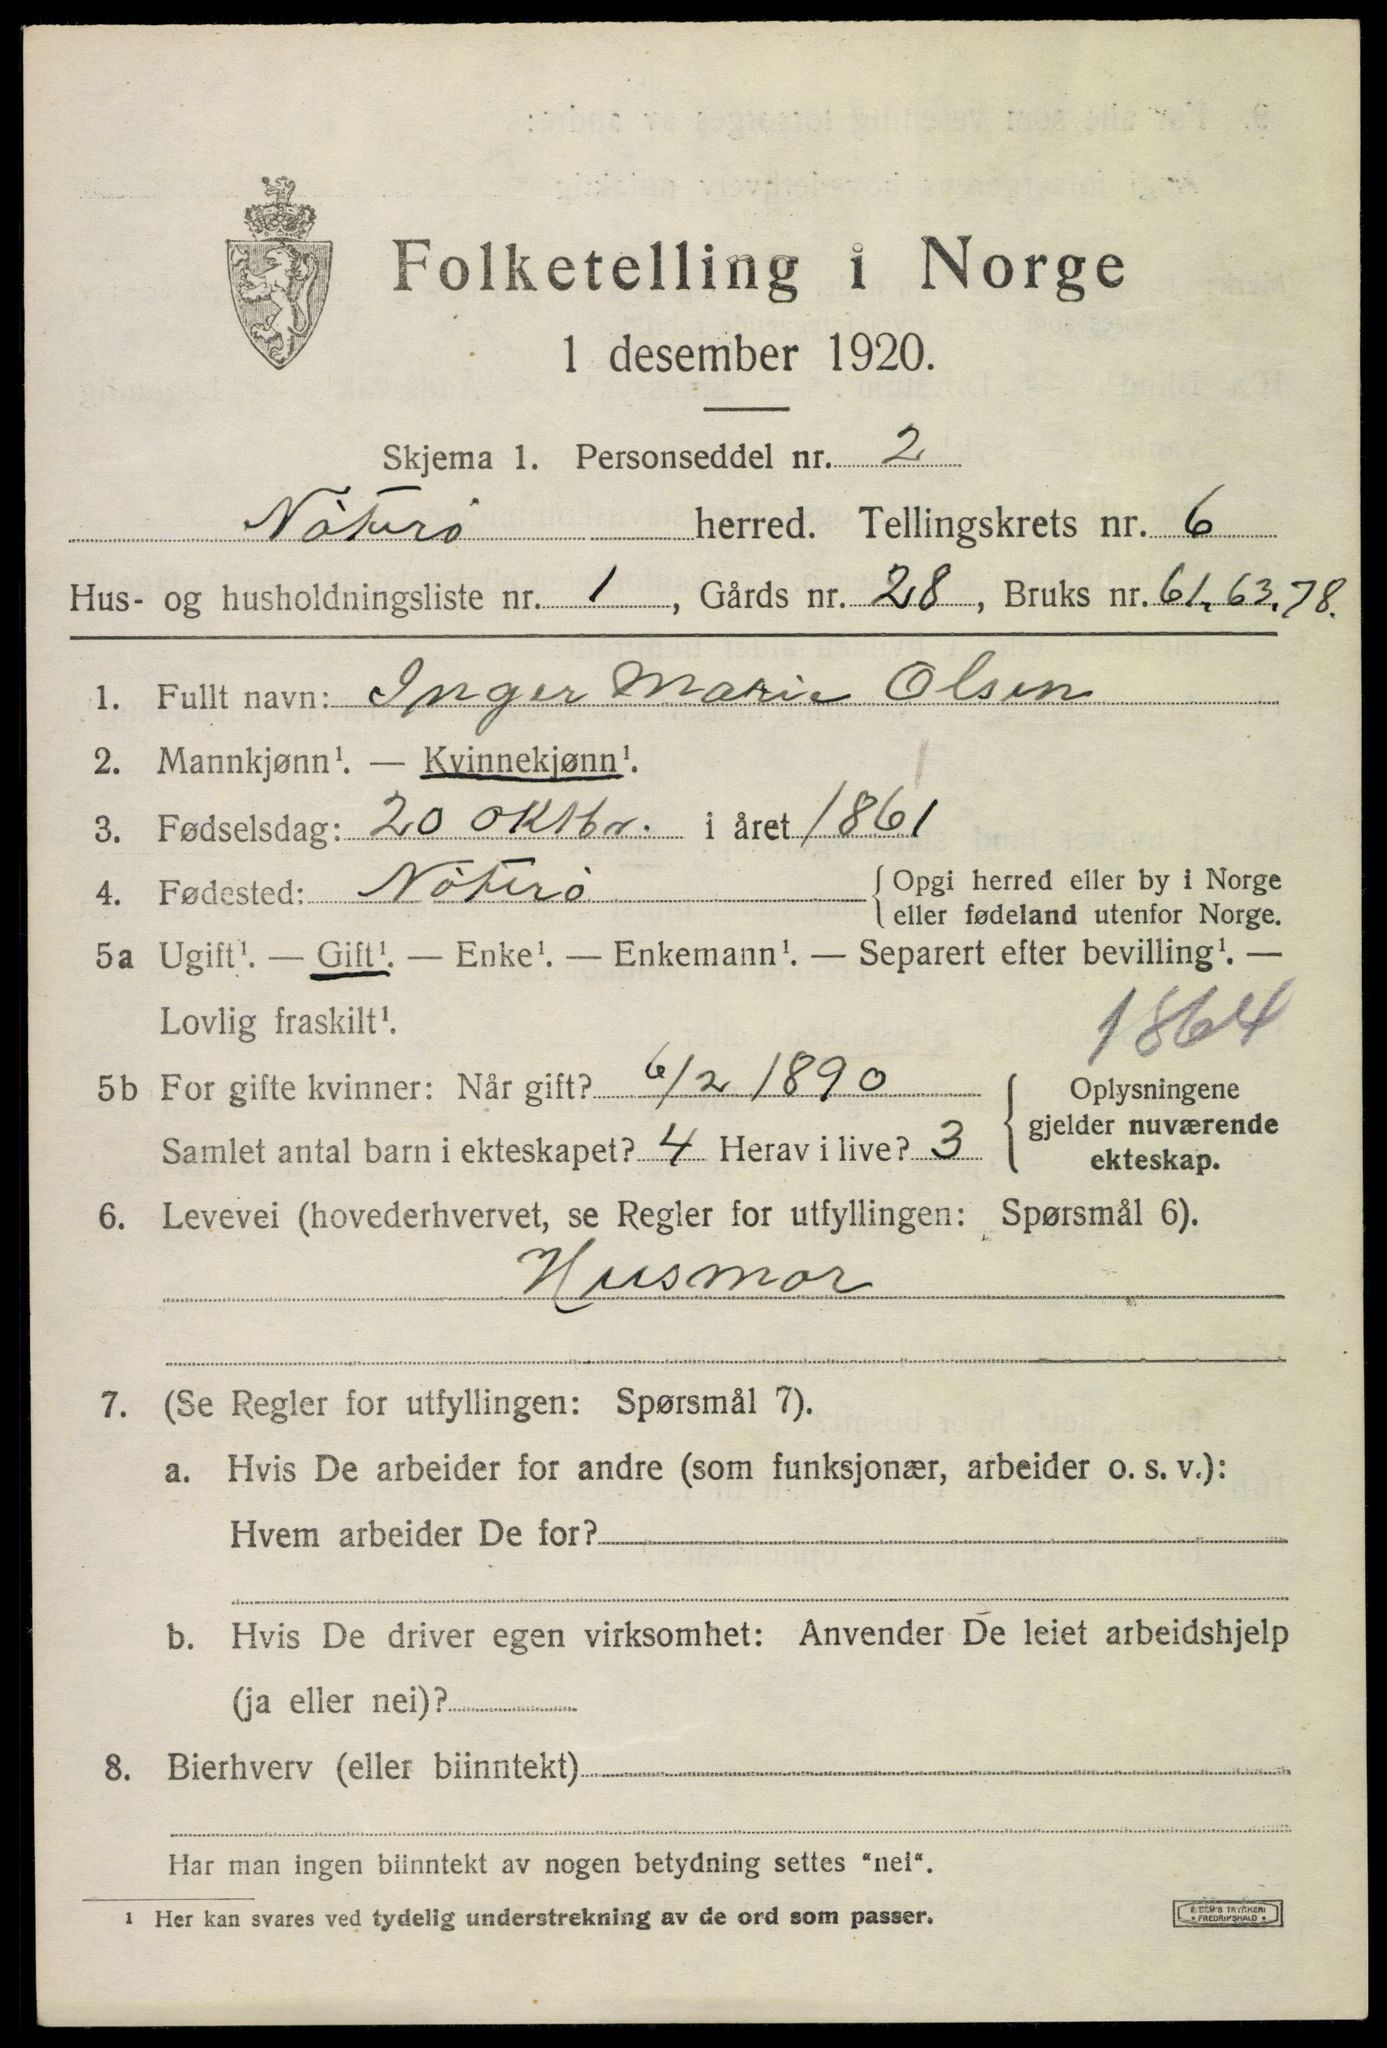 Folketelling i Norge
1 desember 1920.
Skjema 1. Personseddel nr. 2
Nöterö herred. Tellingskrets nr. 6
Hus- og husholdningsliste nr. 1, Gårds nr. 28, Bruks nr. 61, 63, 78.
1. Fullt navn: Inger Marie Olsen
2. Mannkjønn¹. — Kvinnekjønn¹.
1
3. Fødselsdag: 20 oktbr. i året 1861
4. Fødested: Nöterö { Opgi herred eller by i Norge
eller fødeland utenfor Norge.
5a Ugift¹. — Gift¹. — Enke¹. — Enkemann¹. — Separert efter bevilling¹. —
Lovlig fraskilt¹.
1864
5b For gifte kvinner: Når gift? 6/2 1890 { Oplysningene
gjelder nuværende
Samlet antal barn i ekteskapet? 4 Herav i live? 3
ekteskap.
6. Levevei (hovederhvervet, se Regler for utfyllingen: Spørsmål 6).
Husmor
7. (Se Regler for utfyllingen: Spørsmål 7).
a. Hvis De arbeider for andre (som funksjonær, arbeider o. s. v.):
Hvem arbeider De for?
b. Hvis De driver egen virksomhet: Anvender De leiet arbeidshjelp
(ja eller nei)?
8. Bierhverv (eller biinntekt)
Har man ingen biinntekt av nogen betydning settes "nei".
¹ Her kan svares ved tydelig understrekning av de ord som passer.
E. SEM'S TRYKKERI
• FREDRIKSHALD •